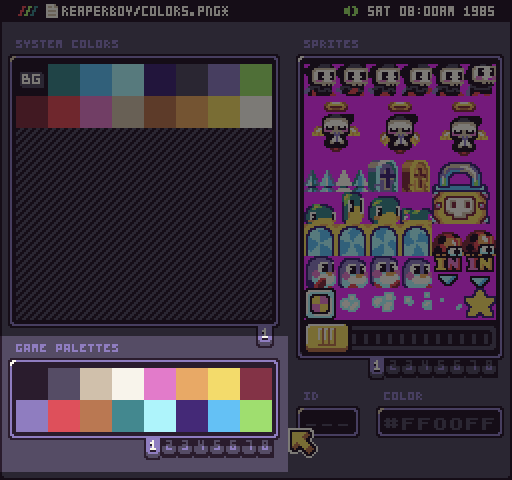 REAPERBOY/COLORS.PNGX
SAT 08:00AM 1985
SYSTEM COLORS
SPRITES
BG
IN IN
1
GAME PALETTES
1 2 3 4 5 6 7 8
ID
COLOR
---
#FF00FF
1 2 3 4 5 6 7 8